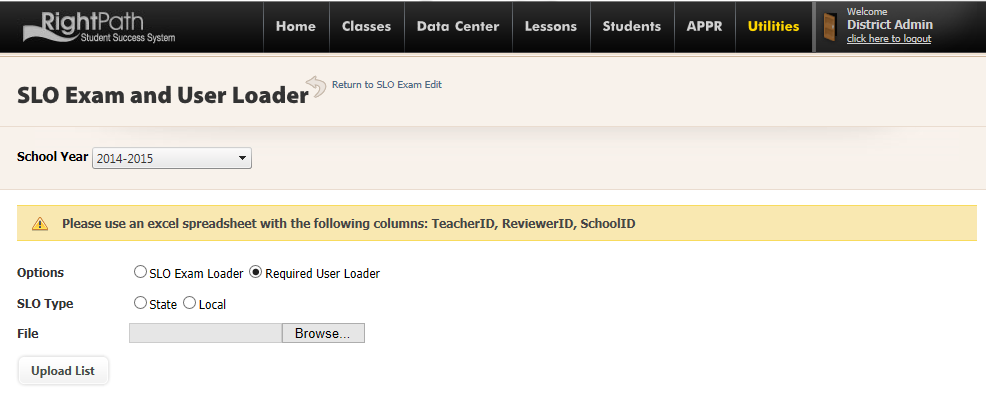 RightPath
Student Success System
Home
Classes
Data Center
Lessons
Students
APPR
Utilities
Welcome
District Admin
click here to logout
SLO Exam and User Loader
Return to SLO Exam Edit
School Year 2014-2015
Please use an excel spreadsheet with the following columns: TeacherID, ReviewerID, SchoolID
Options SLO Exam Loader Required User Loader
SLO Type State Local
File Browse...
Upload List